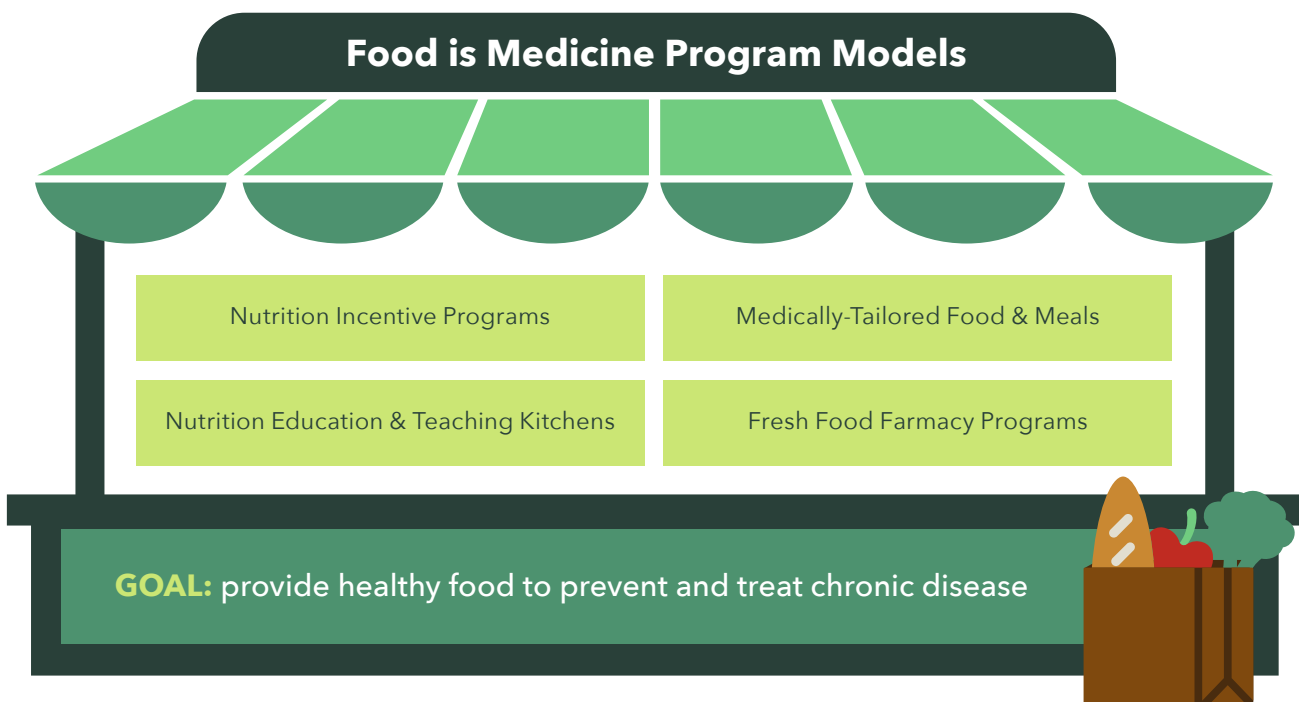 Food is Medicine Program Models
Nutrition Incentive Programs
Medically-Tailored Food & Meals
Nutrition Education & Teaching Kitchens
Fresh Food Farmacy Programs
GOAL: provide healthy food to prevent and treat chronic disease